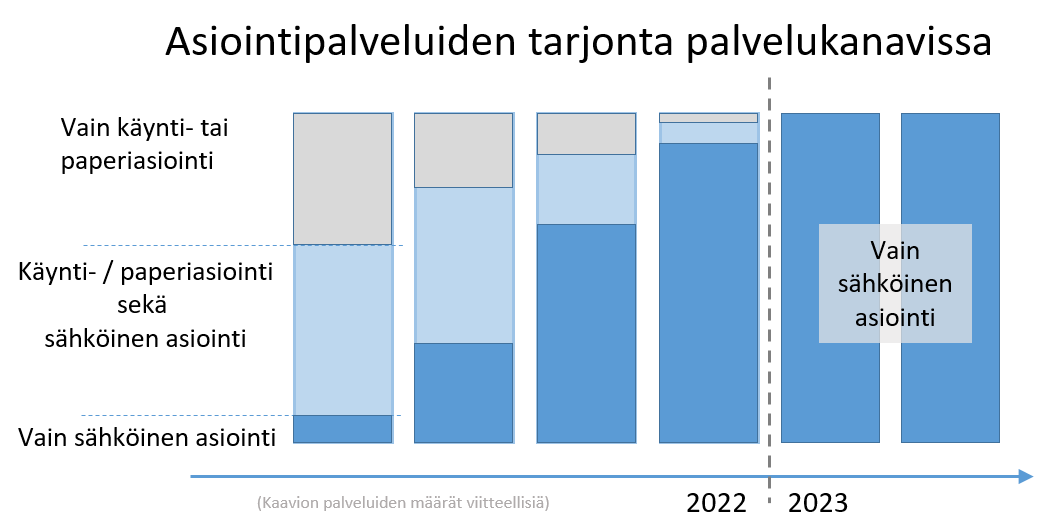 Asiointipalveluiden tarjonta palvelukanavissa
Vain käynti- tai
paperiasiointi
Käynti- / paperiasiointi
sekä
sähköinen asiointi
Vain sähköinen asiointi
Vain
sähköinen
asiointi
(Kaavion palveluiden määrät viitteellisiä)
2022
2023